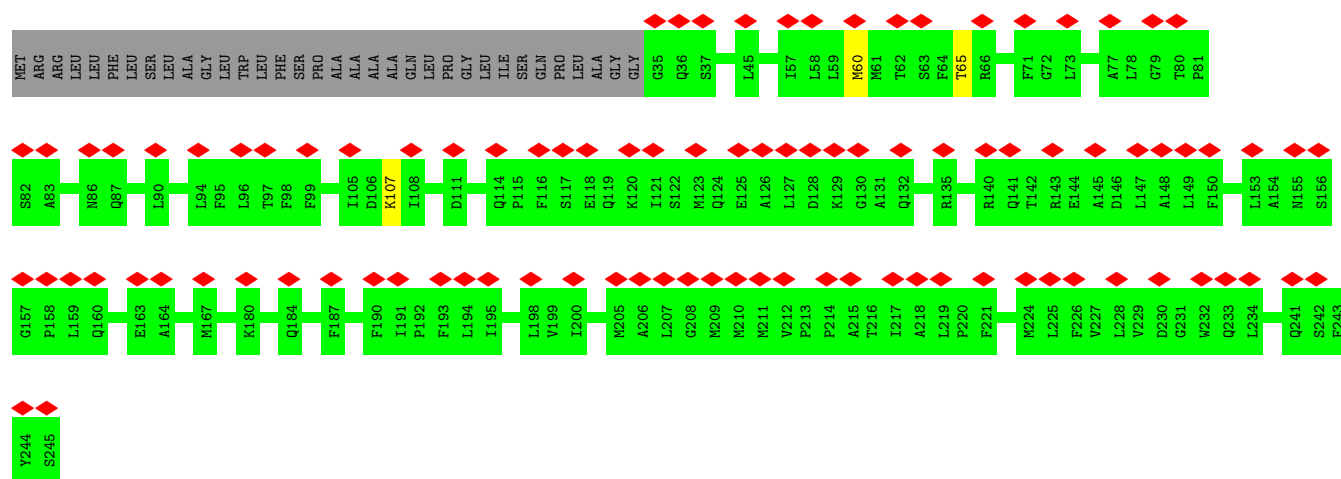 MET ARG ARG LEU LEU PHE LEU SER LEU ALA GLY LEU TRP LEU PHE SER PRO ALA ALA ALA ALA GLN LEU PRO GLY LEU ILE SER GLN PRO LEU ALA GLY GLY G35 Q36 S37 L45 I57 L58 L59 M60 M61 T62 S63 F64 T65 R66 F71 G72 L73 A77 L78 G79 T80 P81
S82 A83 N86 Q87 L90 L94 F95 L96 T97 F98 F99 I105 D106 K107 I108 D111 Q114 P115 F116 S117 E118 Q119 K120 I121 S122 M123 Q124 E125 A126 L127 D128 K129 G130 A131 Q132 R135 R140 Q141 T142 R143 E144 A145 D146 L147 A148 L149 F150 L153 A154 N155 S156
G157 P158 L159 Q160 E163 A164 M167 K180 Q184 F187 F190 I191 P192 F193 L194 I195 L198 V199 I200 M205 A206 L207 G208 M209 M210 M211 V212 P213 P214 A215 T216 I217 A218 L219 P220 F221 M224 L225 F226 V227 L228 V229 D230 G231 W232 Q233 L234 Q241 S242 F243
Y244 S245